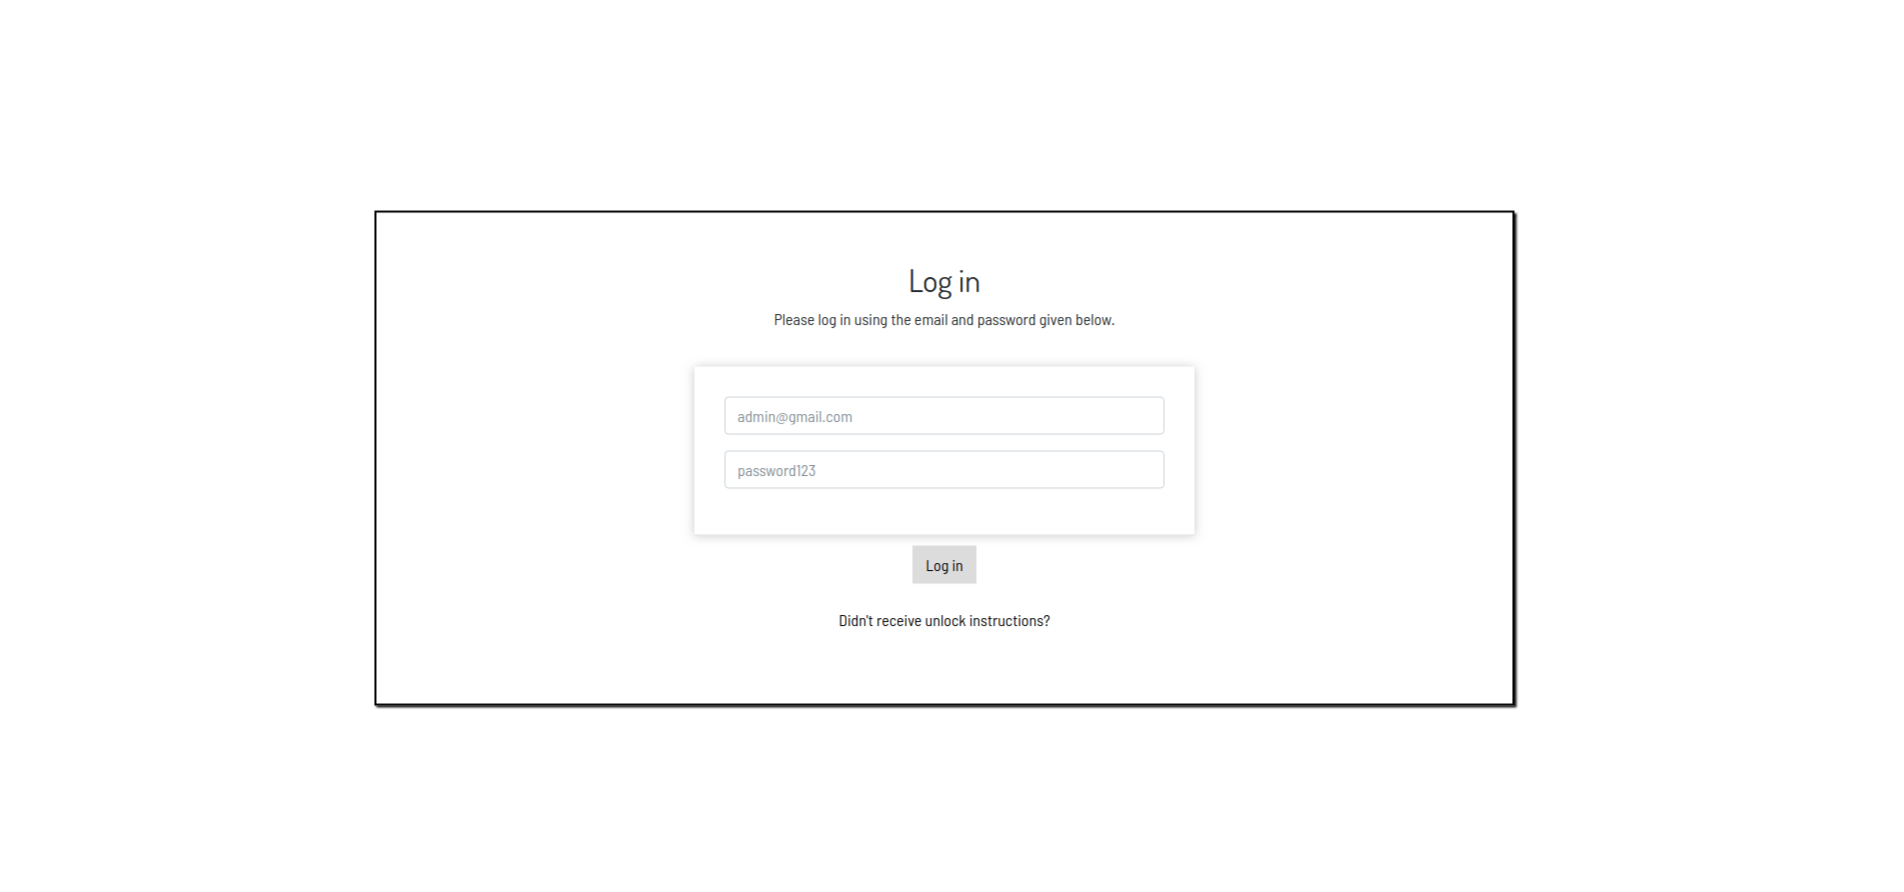 Log in
Please log in using the email and password given below.
admin@gmail.com
password123
Log in
Didn't receive unlock instructions?